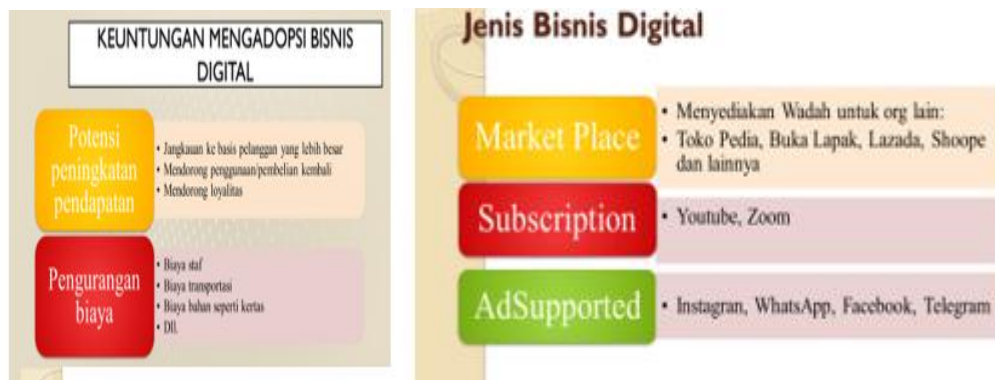 KEUNTUNGAN MENGADOPSI BISNIS
DIGITAL
Potensi
peningkatan
pendapatan
• Jangkauan ke basis pelanggan yang lebih besar
• Mendorong penggunaan/pembelian kembali
• Mendorong loyalitas
Pengurangan
biaya
• Biaya staf
• Biaya transportasi
• Biaya bahan seperti kertas
• Dll.
Jenis Bisnis Digital
Market Place
• Menyediakan Wadah untuk org lain:
• Toko Pedia, Buka Lapak, Lazada, Shoope
dan lainnya
Subscription
• Youtube, Zoom
AdSupported
• Instagran, WhatsApp, Facebook, Telegram